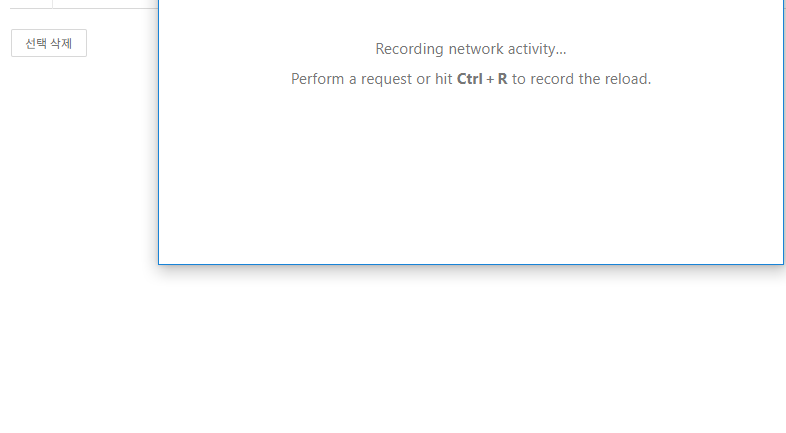 선택 삭제
Recording network activity...
Perform a request or hit Ctrl + R to record the reload.